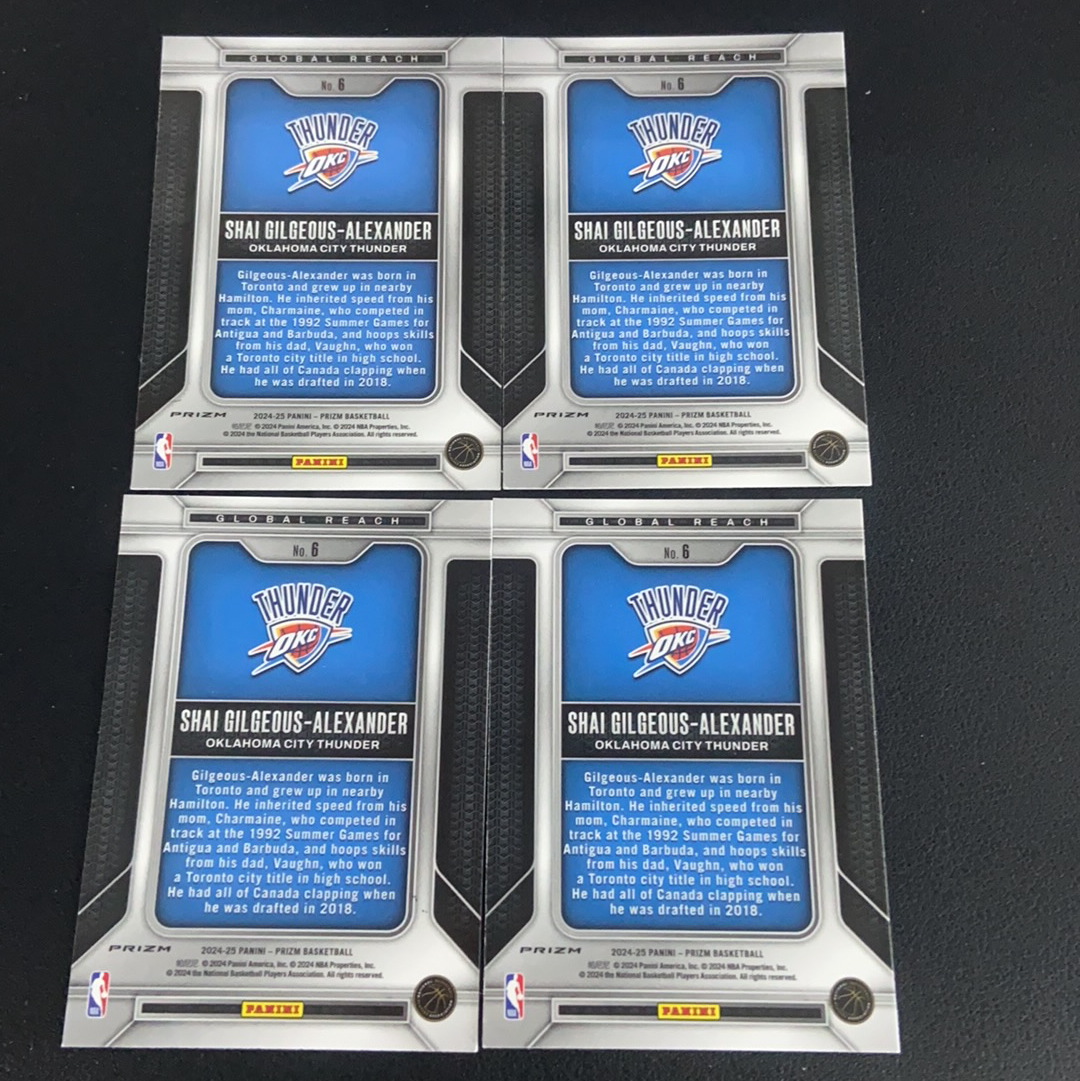 GLOBAL REACH
No. 6
THUNDER
OKC
SHAI GILGEOUS-ALEXANDER
OKLAHOMA CITY THUNDER
Gilgeous-Alexander was born in
Toronto and grew up in nearby
Hamilton. He inherited speed from his
mom, Charmaine, who competed in
track at the 1992 Summer Games for
Antigua and Barbuda, and hoops skills
from his dad, Vaughn, who won
a Toronto city title in high school.
He had all of Canada clapping when
he was drafted in 2018.
PRIZM
2024-25 PANINI – PRIZM BASKETBALL
© 2024 Panini America, Inc. © 2024 NBA Properties, Inc.
© 2024 the National Basketball Players Association. All rights reserved.
PANINI
GLOBAL REACH
No. 6
THUNDER
OKC
SHAI GILGEOUS-ALEXANDER
OKLAHOMA CITY THUNDER
Gilgeous-Alexander was born in
Toronto and grew up in nearby
Hamilton. He inherited speed from his
mom, Charmaine, who competed in
track at the 1992 Summer Games for
Antigua and Barbuda, and hoops skills
from his dad, Vaughn, who won
a Toronto city title in high school.
He had all of Canada clapping when
he was drafted in 2018.
PRIZM
2024-25 PANINI – PRIZM BASKETBALL
© 2024 Panini America, Inc. © 2024 NBA Properties, Inc.
© 2024 the National Basketball Players Association. All rights reserved.
PANINI
GLOBAL REACH
No. 6
THUNDER
OKC
SHAI GILGEOUS-ALEXANDER
OKLAHOMA CITY THUNDER
Gilgeous-Alexander was born in
Toronto and grew up in nearby
Hamilton. He inherited speed from his
mom, Charmaine, who competed in
track at the 1992 Summer Games for
Antigua and Barbuda, and hoops skills
from his dad, Vaughn, who won
a Toronto city title in high school.
He had all of Canada clapping when
he was drafted in 2018.
PRIZM
2024-25 PANINI – PRIZM BASKETBALL
© 2024 Panini America, Inc. © 2024 NBA Properties, Inc.
© 2024 the National Basketball Players Association. All rights reserved.
PANINI
GLOBAL REACH
No. 6
THUNDER
OKC
SHAI GILGEOUS-ALEXANDER
OKLAHOMA CITY THUNDER
Gilgeous-Alexander was born in
Toronto and grew up in nearby
Hamilton. He inherited speed from his
mom, Charmaine, who competed in
track at the 1992 Summer Games for
Antigua and Barbuda, and hoops skills
from his dad, Vaughn, who won
a Toronto city title in high school.
He had all of Canada clapping when
he was drafted in 2018.
PRIZM
2024-25 PANINI – PRIZM BASKETBALL
© 2024 Panini America, Inc. © 2024 NBA Properties, Inc.
© 2024 the National Basketball Players Association. All rights reserved.
PANINI